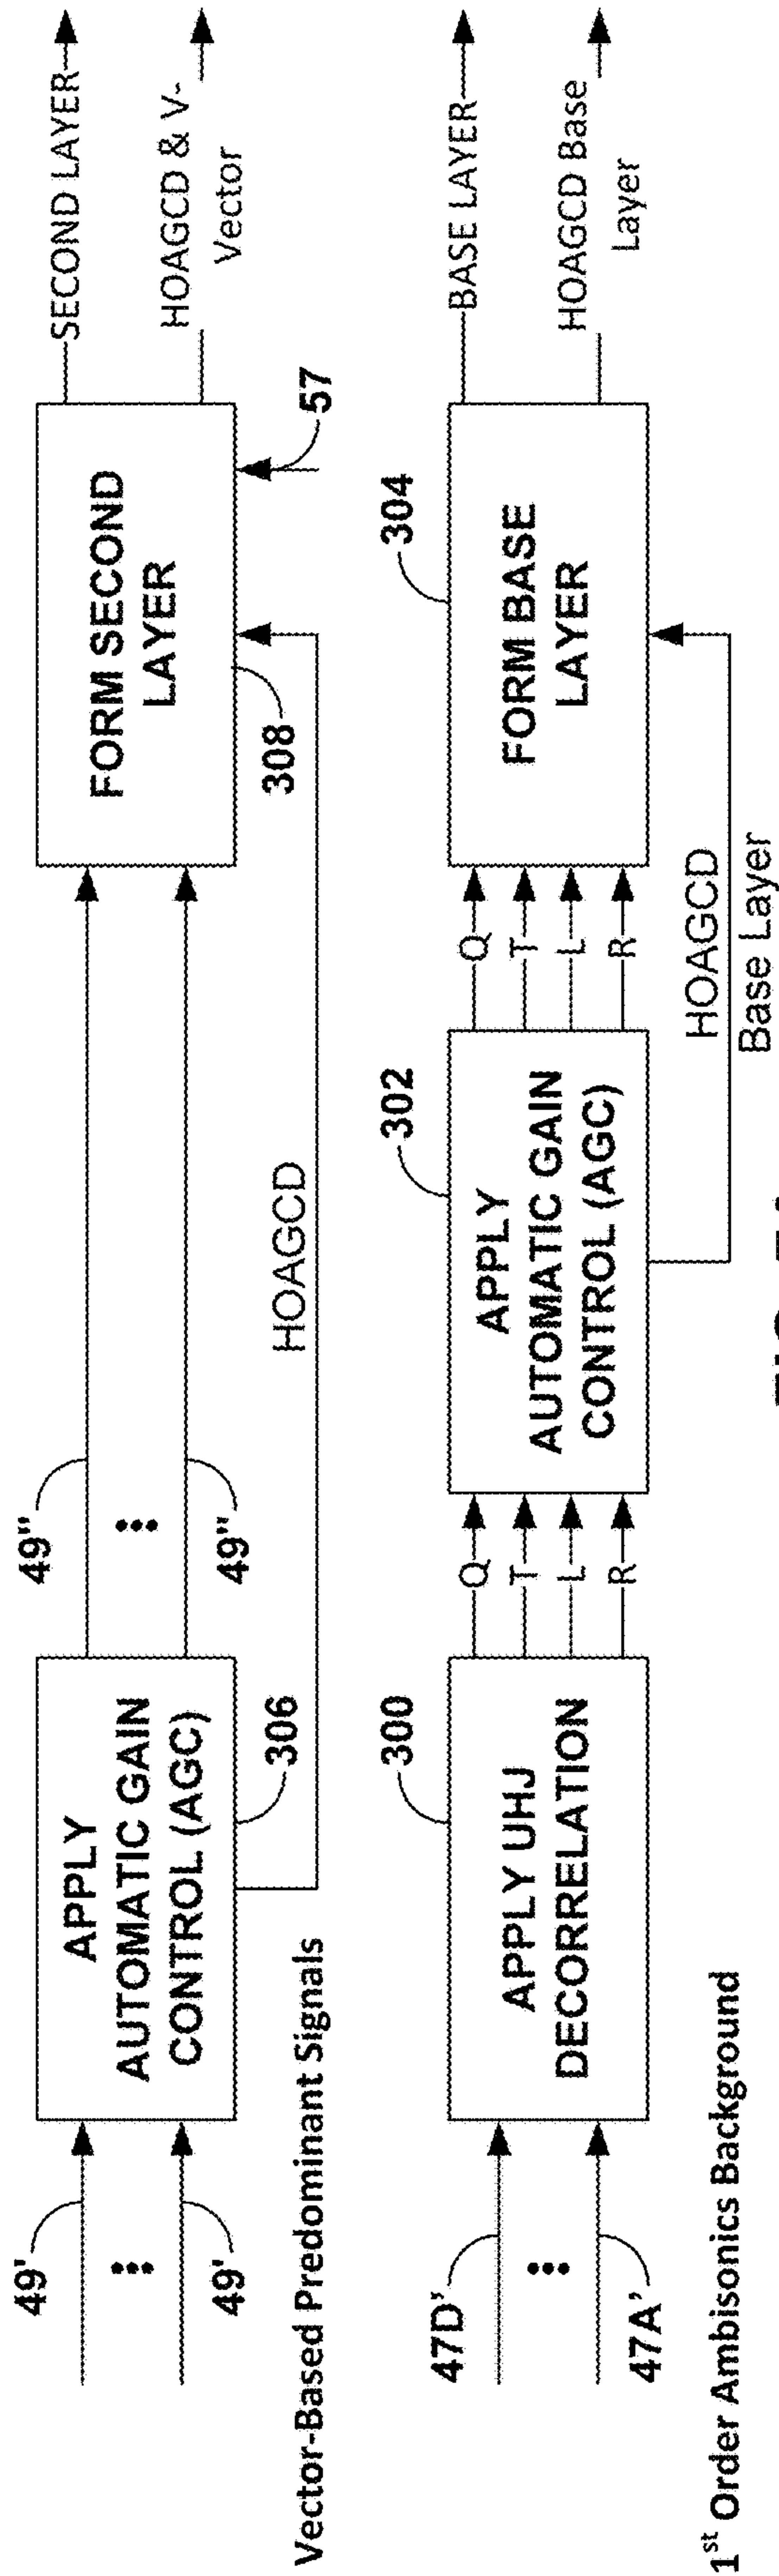 49'
49'
Vector-Based Predominant Signals
APPLY
AUTOMATIC GAIN
CONTROL (AGC)
306
49''
49''
HOAGCD
FORM SECOND
LAYER
308
57
SECOND LAYER
HOAGCD & V-
Vector
47D'
47A'
1st Order Ambisonics Background
APPLY UHJ
DECORRELATION
300
Q
T
L
R
APPLY
AUTOMATIC GAIN
CONTROL (AGC)
302
Q
T
L
R
HOAGCD
Base Layer
FORM BASE
LAYER
304
BASE LAYER
HOAGCD Base
Layer